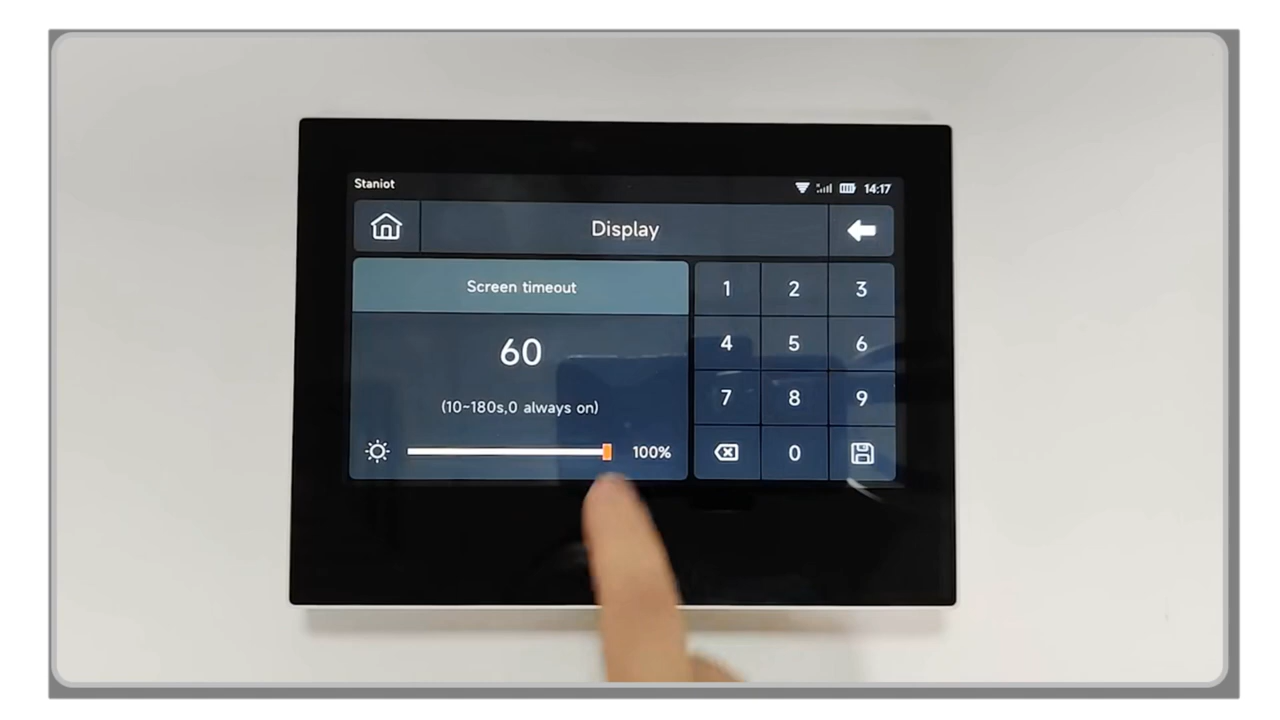 Staniot
14:17
Display
Screen timeout
60
(10~180s,0 always on)
100%
1 2 3
4 5 6
7 8 9
0